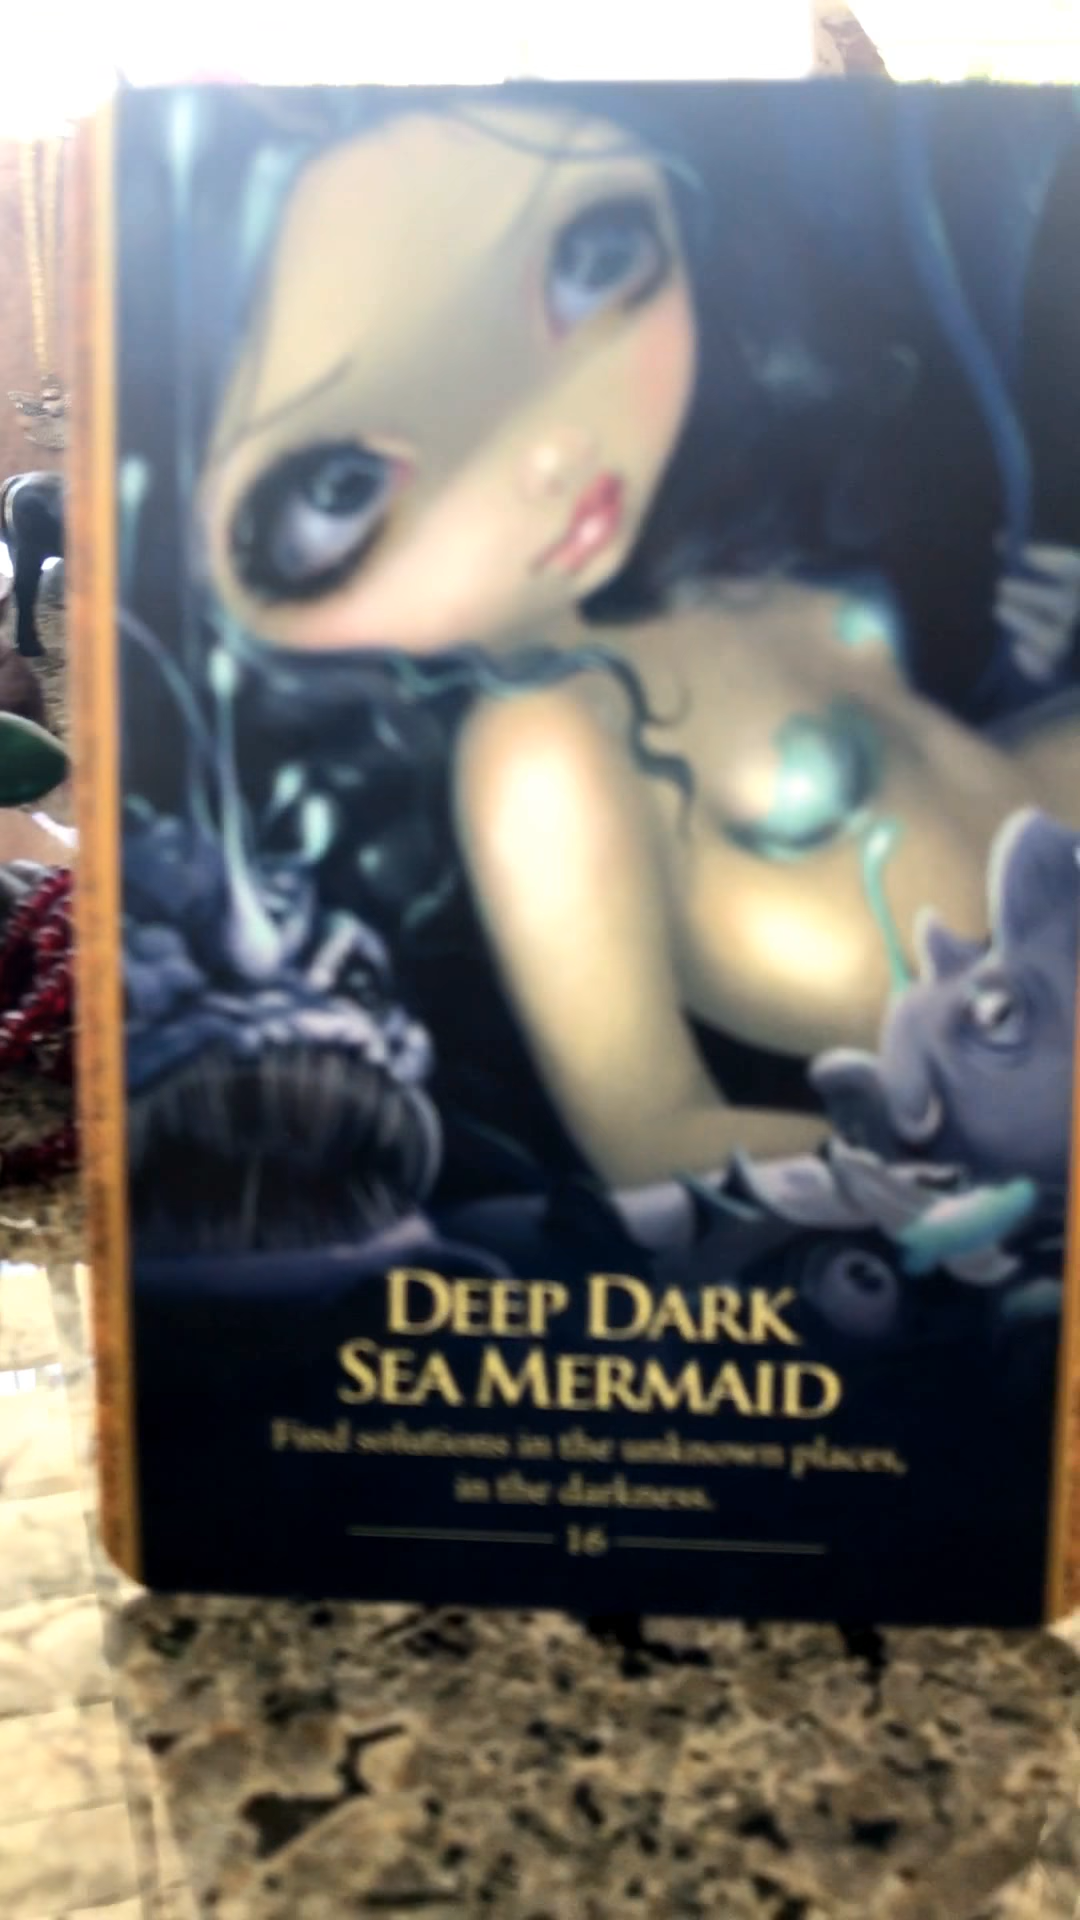 DEEP DARK
SEA MERMAID
Find solutions in the unknown places,
in the darkness.
16